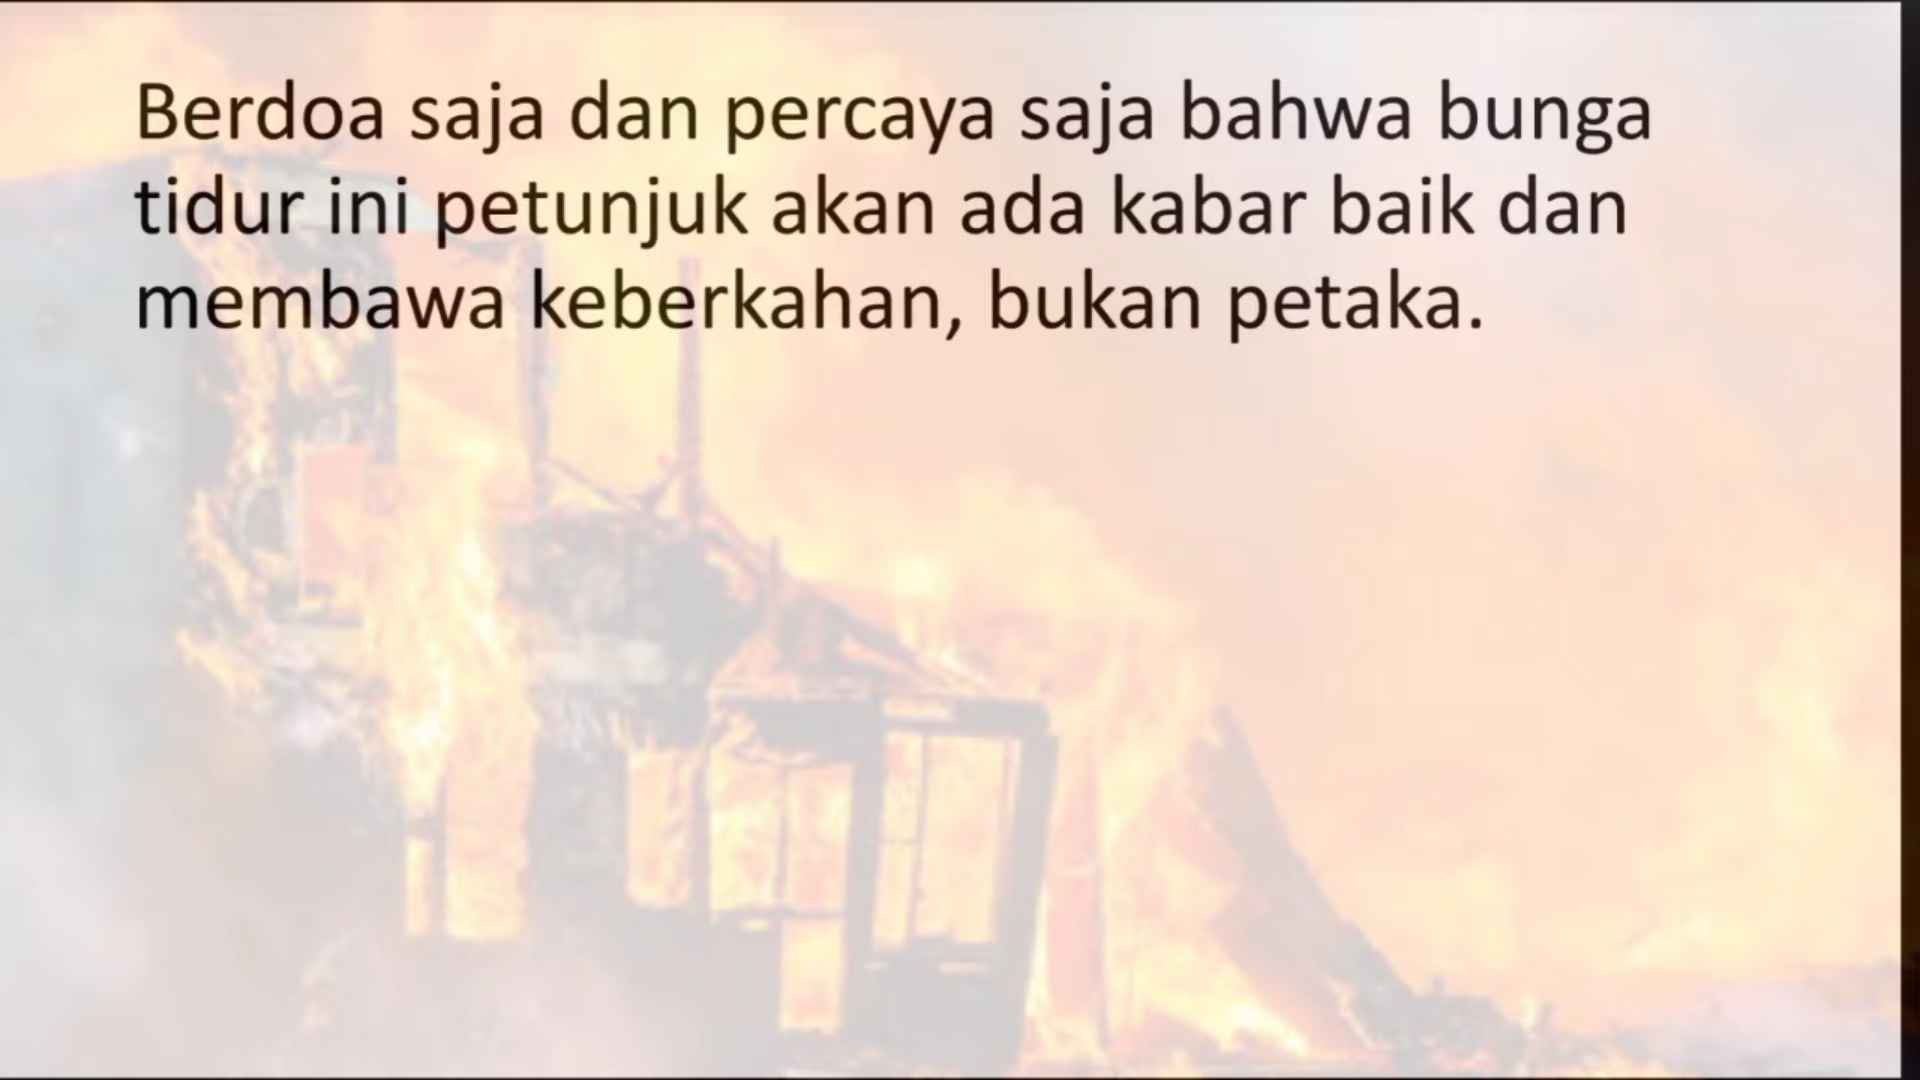 Berdoa saja dan percaya saja bahwa bunga
tidur ini petunjuk akan ada kabar baik dan
membawa keberkahan, bukan petaka.